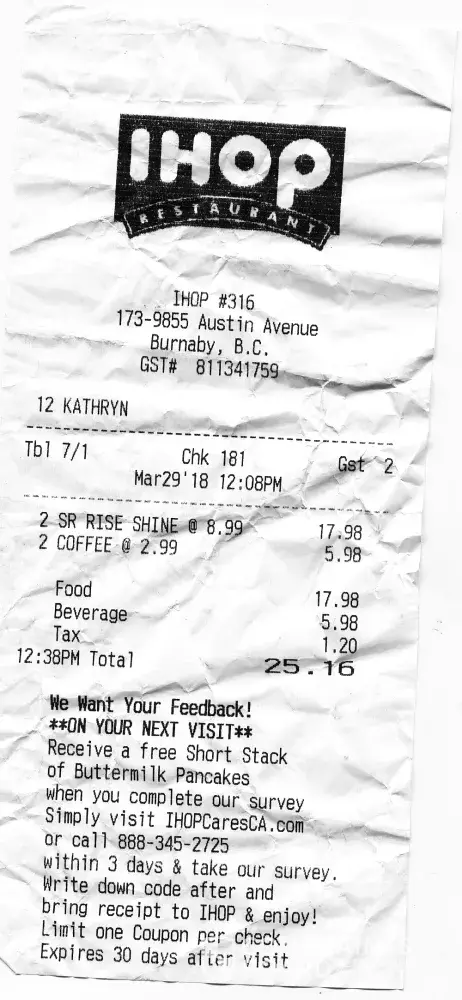 IHOP
RESTAURANT
IHOP #316
173-9855 Austin Avenue
Burnaby, B.C.
GST# 811341759
12 KATHRYN
Tbl 7/1 Chk 181 Gst 2
Mar29'18 12:08PM
2 SR RISE SHINE @ 8.99 17.98
2 COFFEE @ 2.99 5.98
Food 17.98
Beverage 5.98
Tax 1.20
12:38PM Total 25.16
We Want Your Feedback!
**ON YOUR NEXT VISIT**
Receive a free Short Stack
of Buttermilk Pancakes
when you complete our survey
Simply visit IHOPCaresCA.com
or call 888-345-2725
within 3 days & take our survey.
Write down code after and
bring receipt to IHOP & enjoy!
Limit one Coupon per check.
Expires 30 days after visit